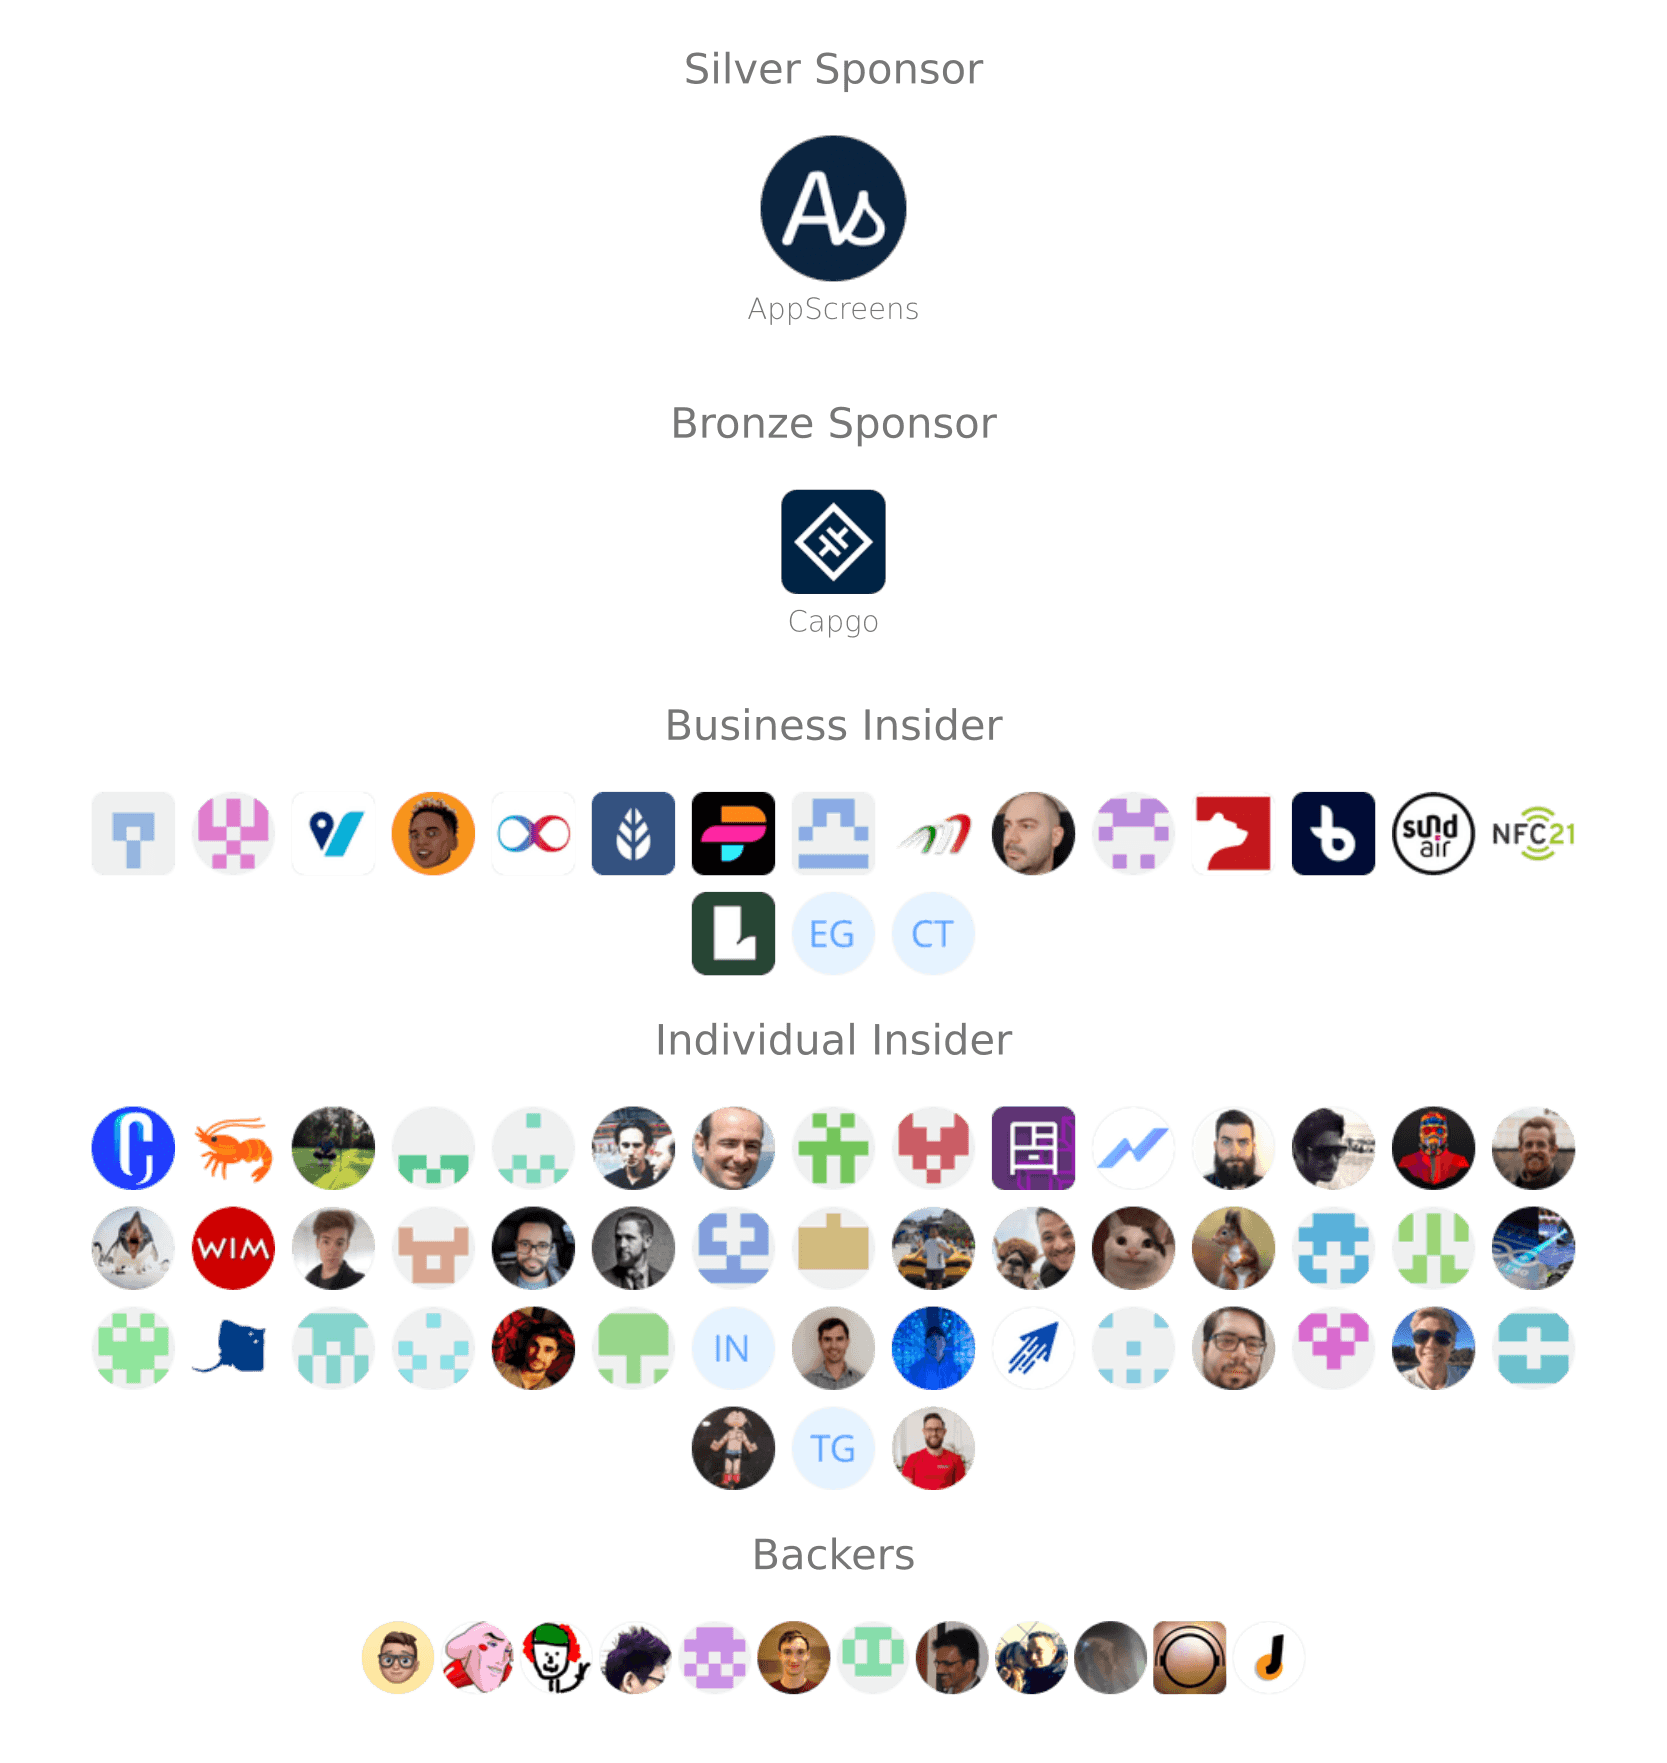 Silver Sponsor
As
AppScreens
Bronze Sponsor
Capgo
Business Insider
sund
air
NFC21
EG
CT
Individual Insider
WIM
IN
TG
Backers